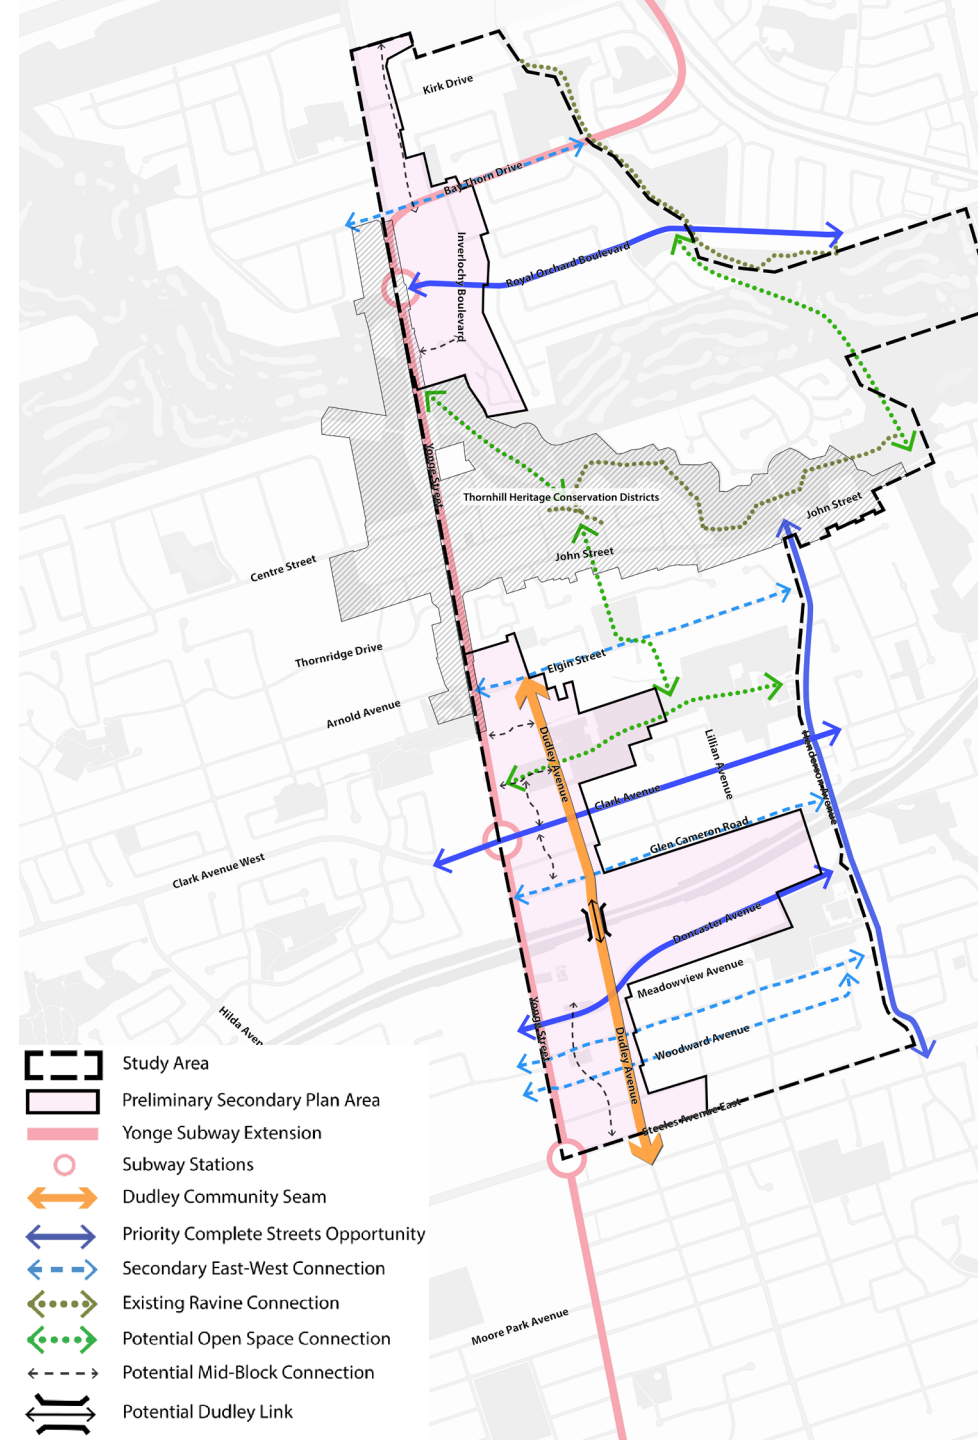 Kirk Drive
Bay Thorn Drive
Inverlochy Boulevard
Royal Orchard Boulevard
Yonge Street
Thornhill Heritage Conservation Districts
John Street
John Street
Centre Street
Thornridge Drive
Elgin Street
Arnold Avenue
Dudley Avenue
Lillian Avenue
Henderson Avenue
Clark Avenue
Glen Cameron Road
Clark Avenue West
Doncaster Avenue
Meadowview Avenue
Hilda Aven
Yonge Street
Woodward Avenue
Dudley Avenue
Steeles Avenue East
Moore Park Avenue
Study Area
Preliminary Secondary Plan Area
Yonge Subway Extension
Subway Stations
Dudley Community Seam
Priority Complete Streets Opportunity
Secondary East-West Connection
Existing Ravine Connection
Potential Open Space Connection
Potential Mid-Block Connection
Potential Dudley Link